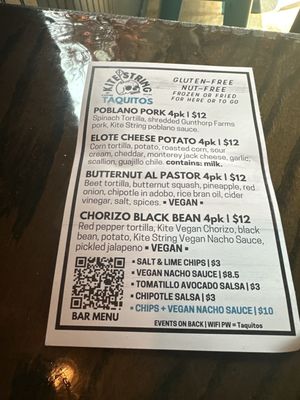 KITE STRING
TAQUITOS
GLUTEN-FREE
NUT-FREE
FROZEN OR FRIED
FOR HERE OR TO GO
POBLANO PORK 4pk | $12
Spinach Tortilla, shredded Gunthorp Farms
pork, Kite String poblano sauce.
ELOTE CHEESE POTATO 4pk | $12
Corn tortilla, potato, roasted corn, sour
cream, cheddar, monterey jack cheese, garlic,
scallion, guajillo chile. contains: milk.
BUTTERNUT AL PASTOR 4pk | $12
Beet tortilla, butternut squash, pineapple, red
onion, chipotle in adobo, rice bran oil, cider
vinegar, salt, spices. ▪ VEGAN ▪
CHORIZO BLACK BEAN 4pk | $12
Red pepper tortilla, Kite Vegan Chorizo, black
bean, potato, Kite String Vegan Nacho Sauce,
pickled jalapeno ▪ VEGAN ▪
▪ SALT & LIME CHIPS | $3
▪ VEGAN NACHO SAUCE | $8.5
▪ TOMATILLO AVOCADO SALSA | $3
▪ CHIPOTLE SALSA | $3
▪ CHIPS + VEGAN NACHO SAUCE | $10
BAR MENU
EVENTS ON BACK | WIFI PW = Taquitos